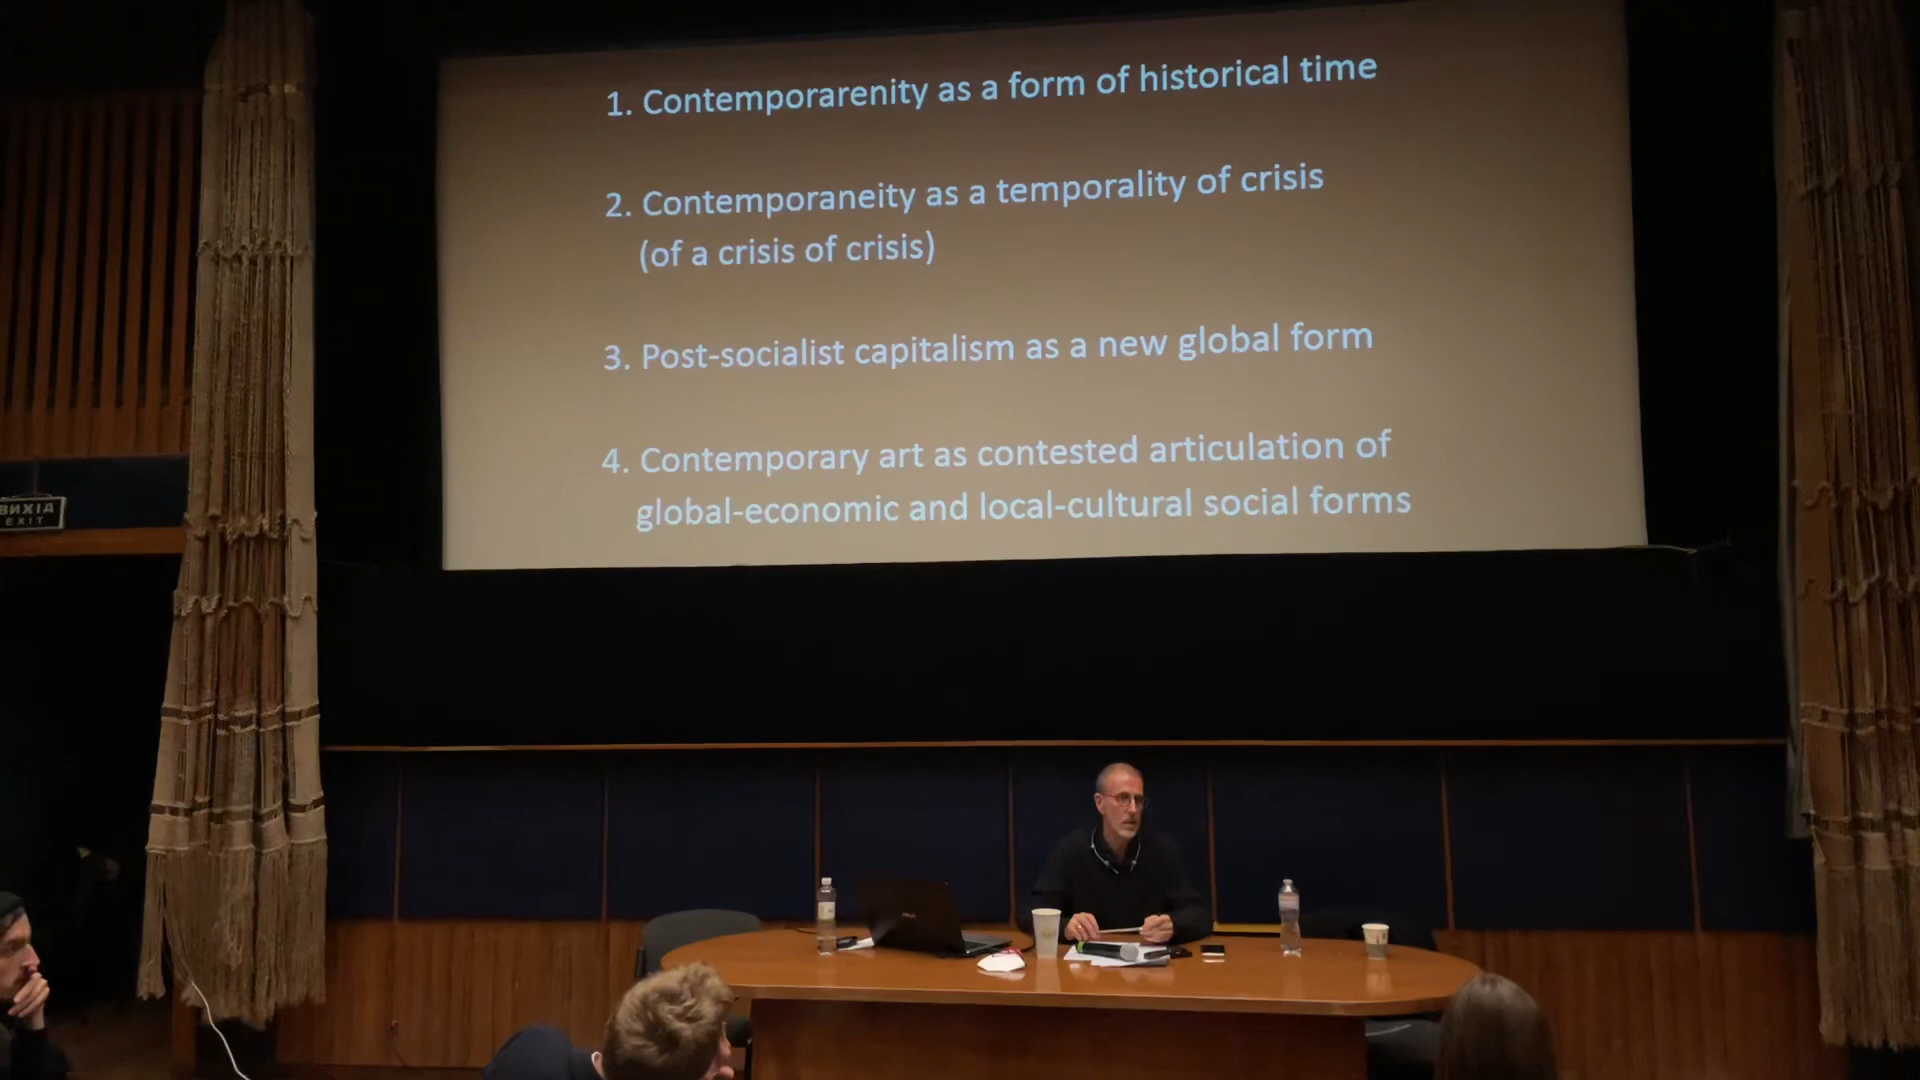 1. Contemporarenity as a form of historical time
2. Contemporaneity as a temporality of crisis
(of a crisis of crisis)
3. Post-socialist capitalism as a new global form
4. Contemporary art as contested articulation of
global-economic and local-cultural social forms
ВИХІД
EXIT